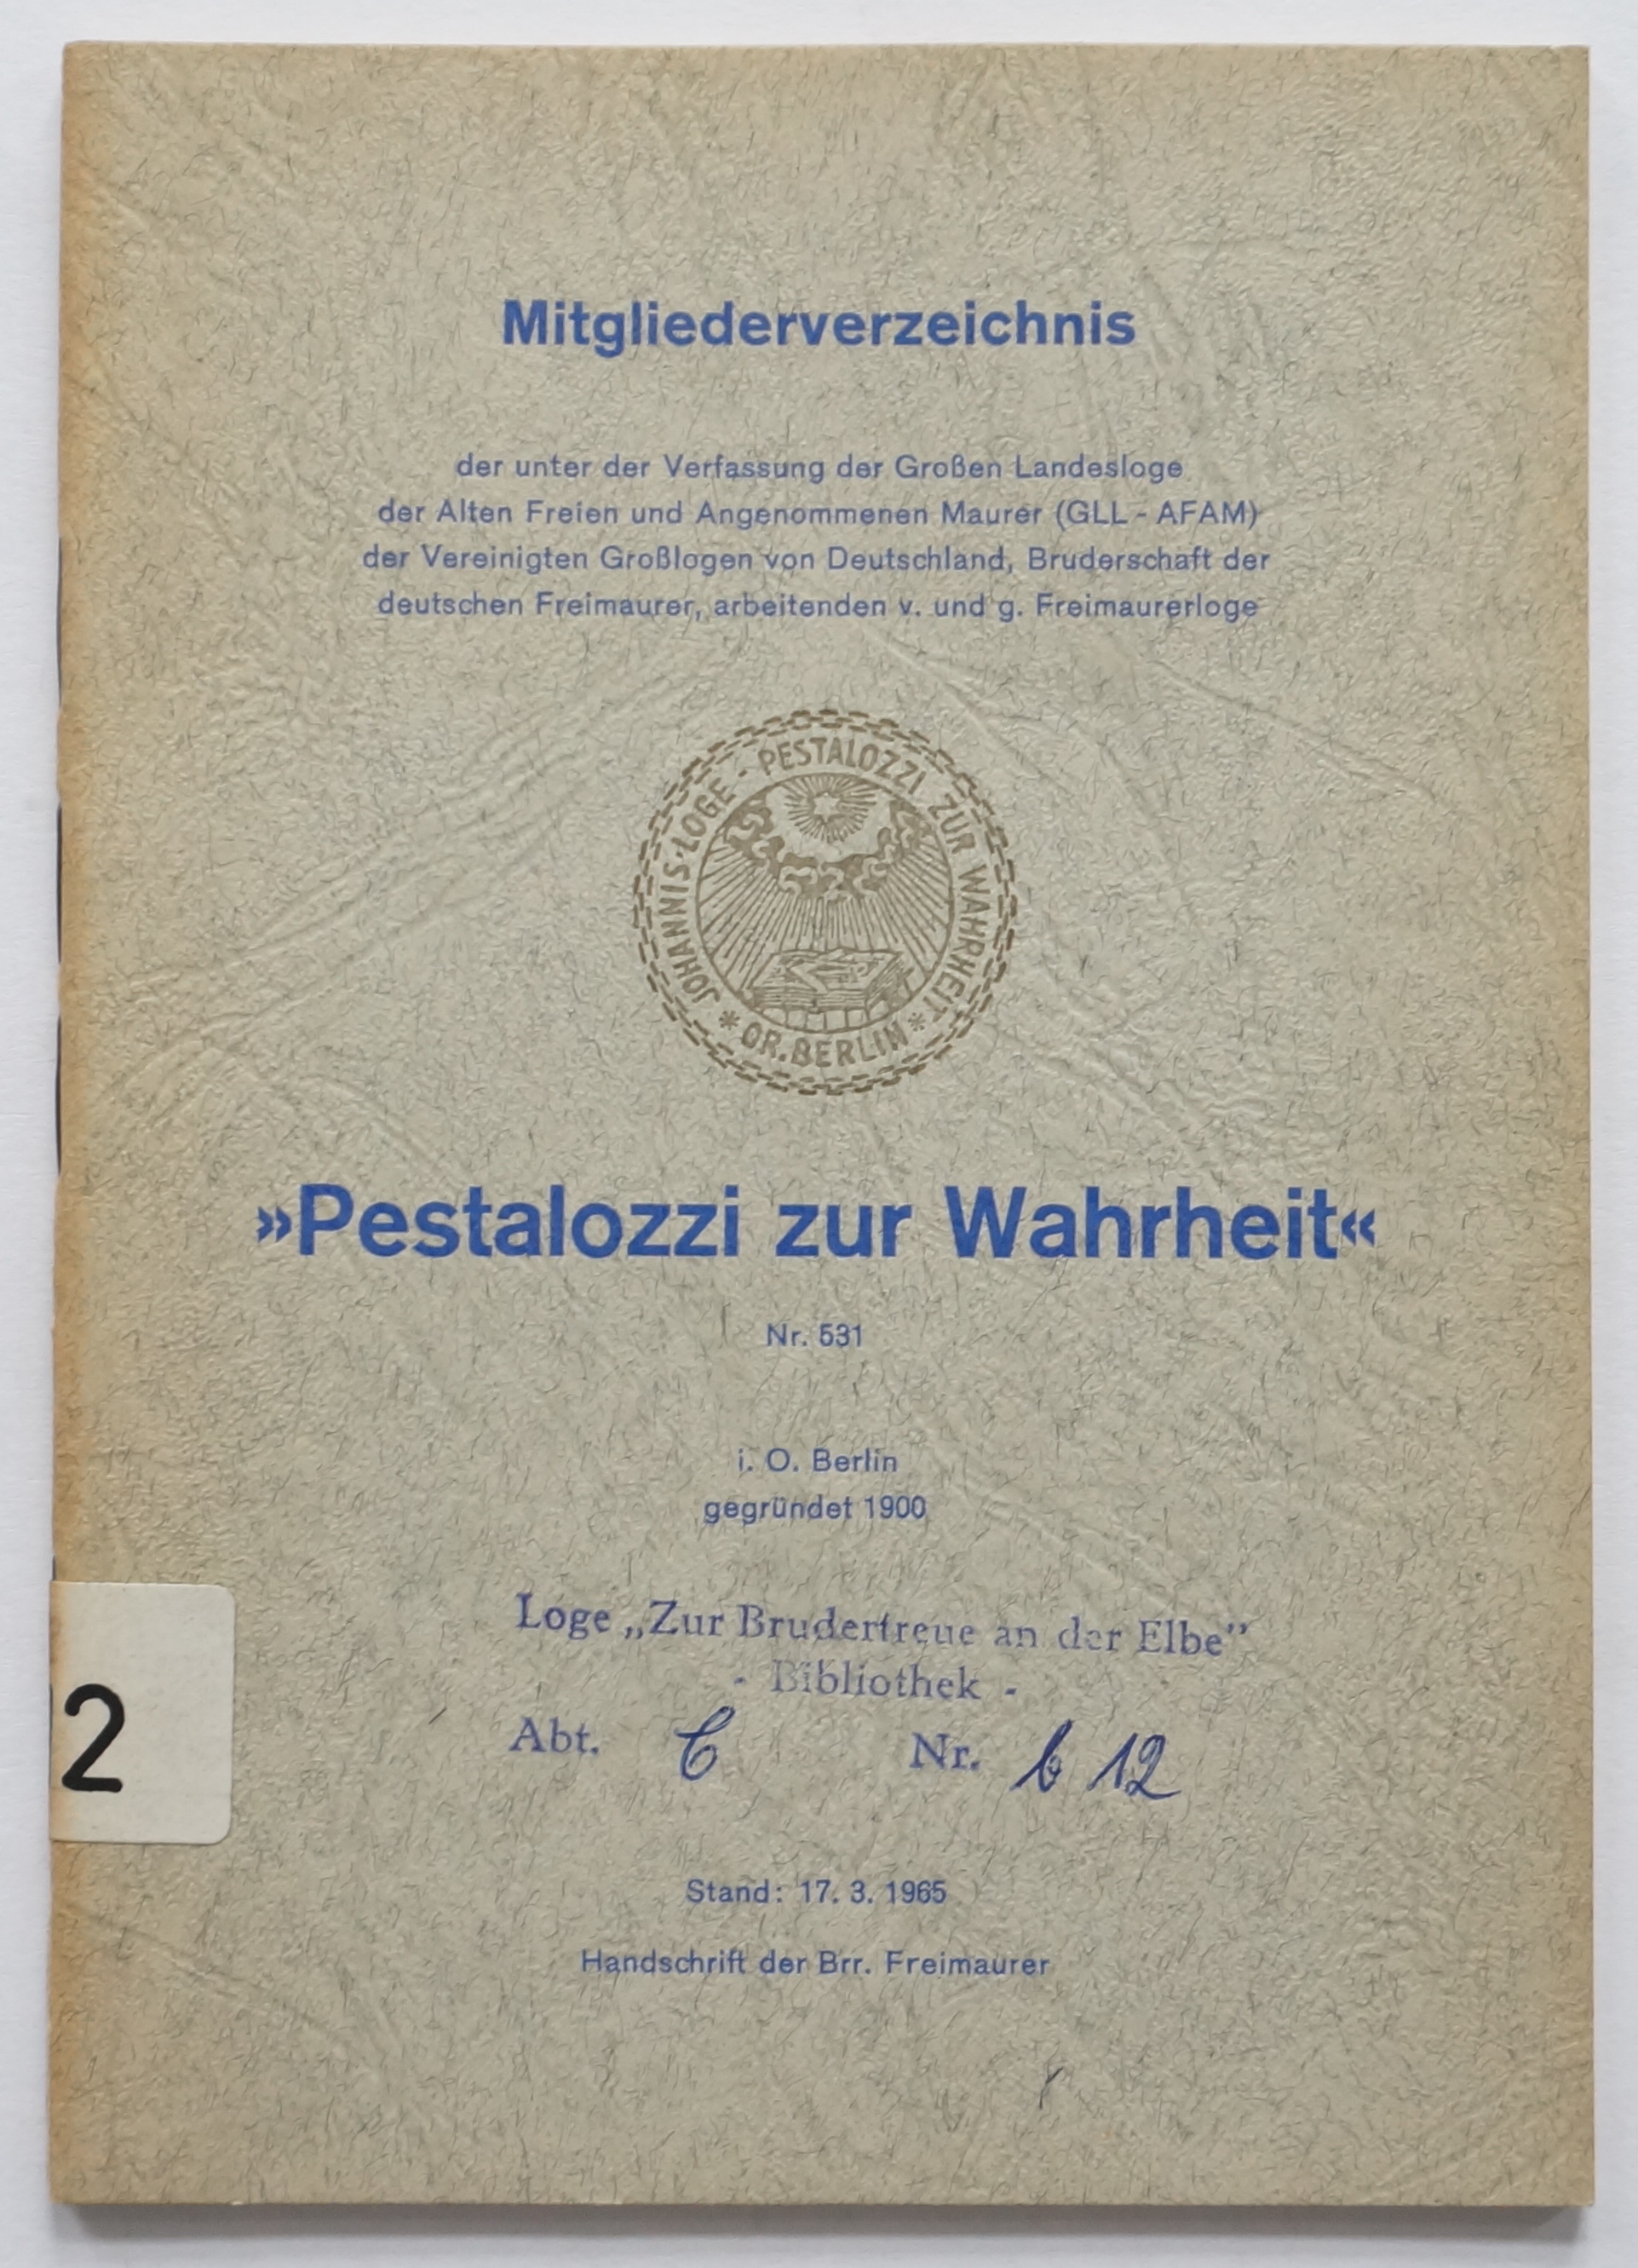 Mitgliederverzeichnis
der unter der Verfassung der Großen Landesloge
der Alten Freien und Angenommenen Maurer (GLL - AFAM)
der Vereinigten Großlogen von Deutschland, Bruderschaft der
deutschen Freimaurer, arbeitenden v. und g. Freimaurerloge
JOHANNIS·LOGE - PESTALOZZI ZUR WAHRHEIT
* OR. BERLIN *
»Pestalozzi zur Wahrheit«
Nr. 531
i. O. Berlin
gegründet 1900
Loge „Zur Brudertreue an der Elbe”
- Bibliothek -
Abt. C Nr. b 12
2
Stand: 17. 3. 1965
Handschrift der Brr. Freimaurer